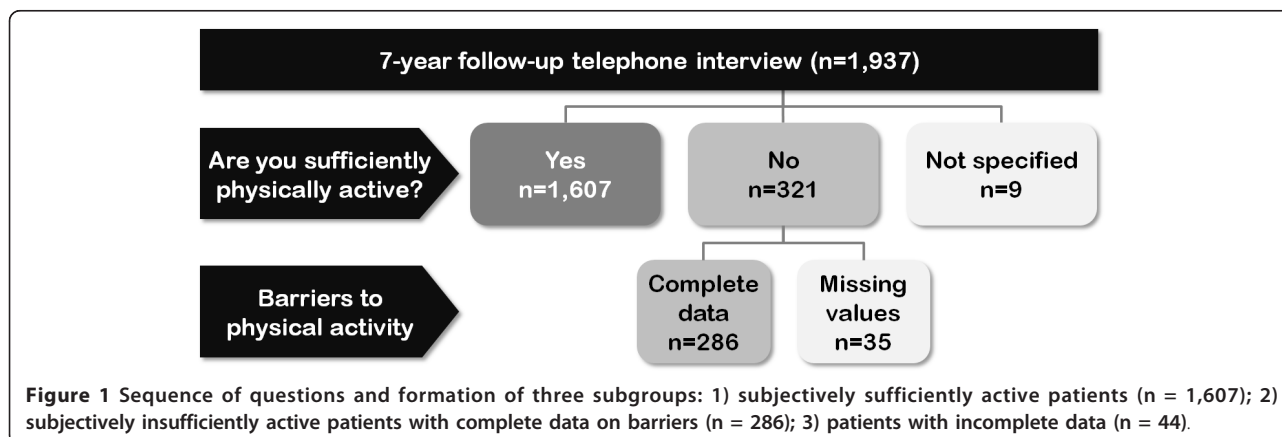 7-year follow-up telephone interview (n=1,937)
Are you sufficiently
physically active?
Yes
n=1,607
No
n=321
Not specified
n=9
Barriers to
physical activity
Complete
data
n=286
Missing
values
n=35
Figure 1 Sequence of questions and formation of three subgroups: 1) subjectively sufficiently active patients (n = 1,607); 2)
subjectively insufficiently active patients with complete data on barriers (n = 286); 3) patients with incomplete data (n = 44).